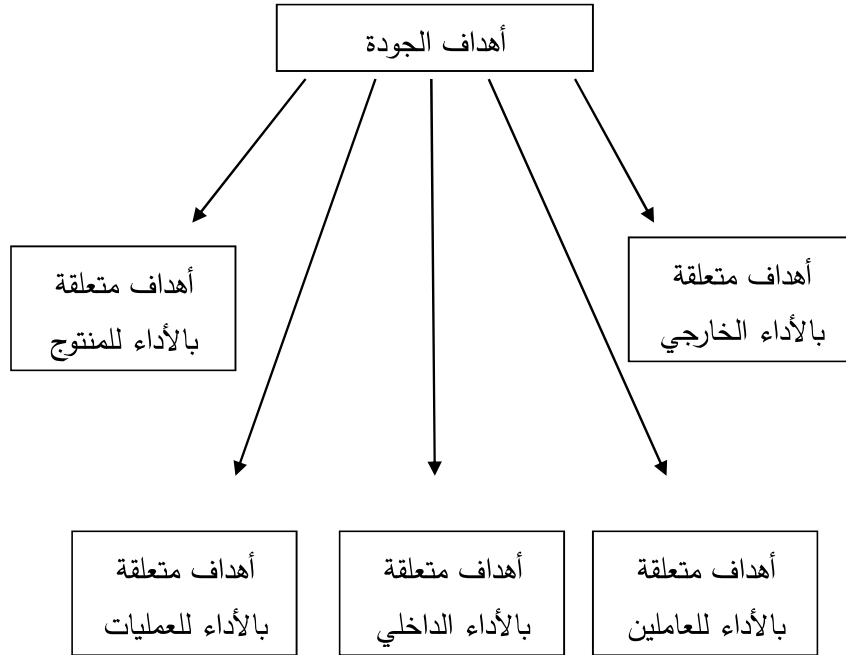 أهداف الجودة
أهداف متعلقة
بالأداء الخارجي
أهداف متعلقة
بالأداء للمنتوج
أهداف متعلقة
بالأداء للعاملين
أهداف متعلقة
بالأداء الداخلي
أهداف متعلقة
بالأداء للعمليات